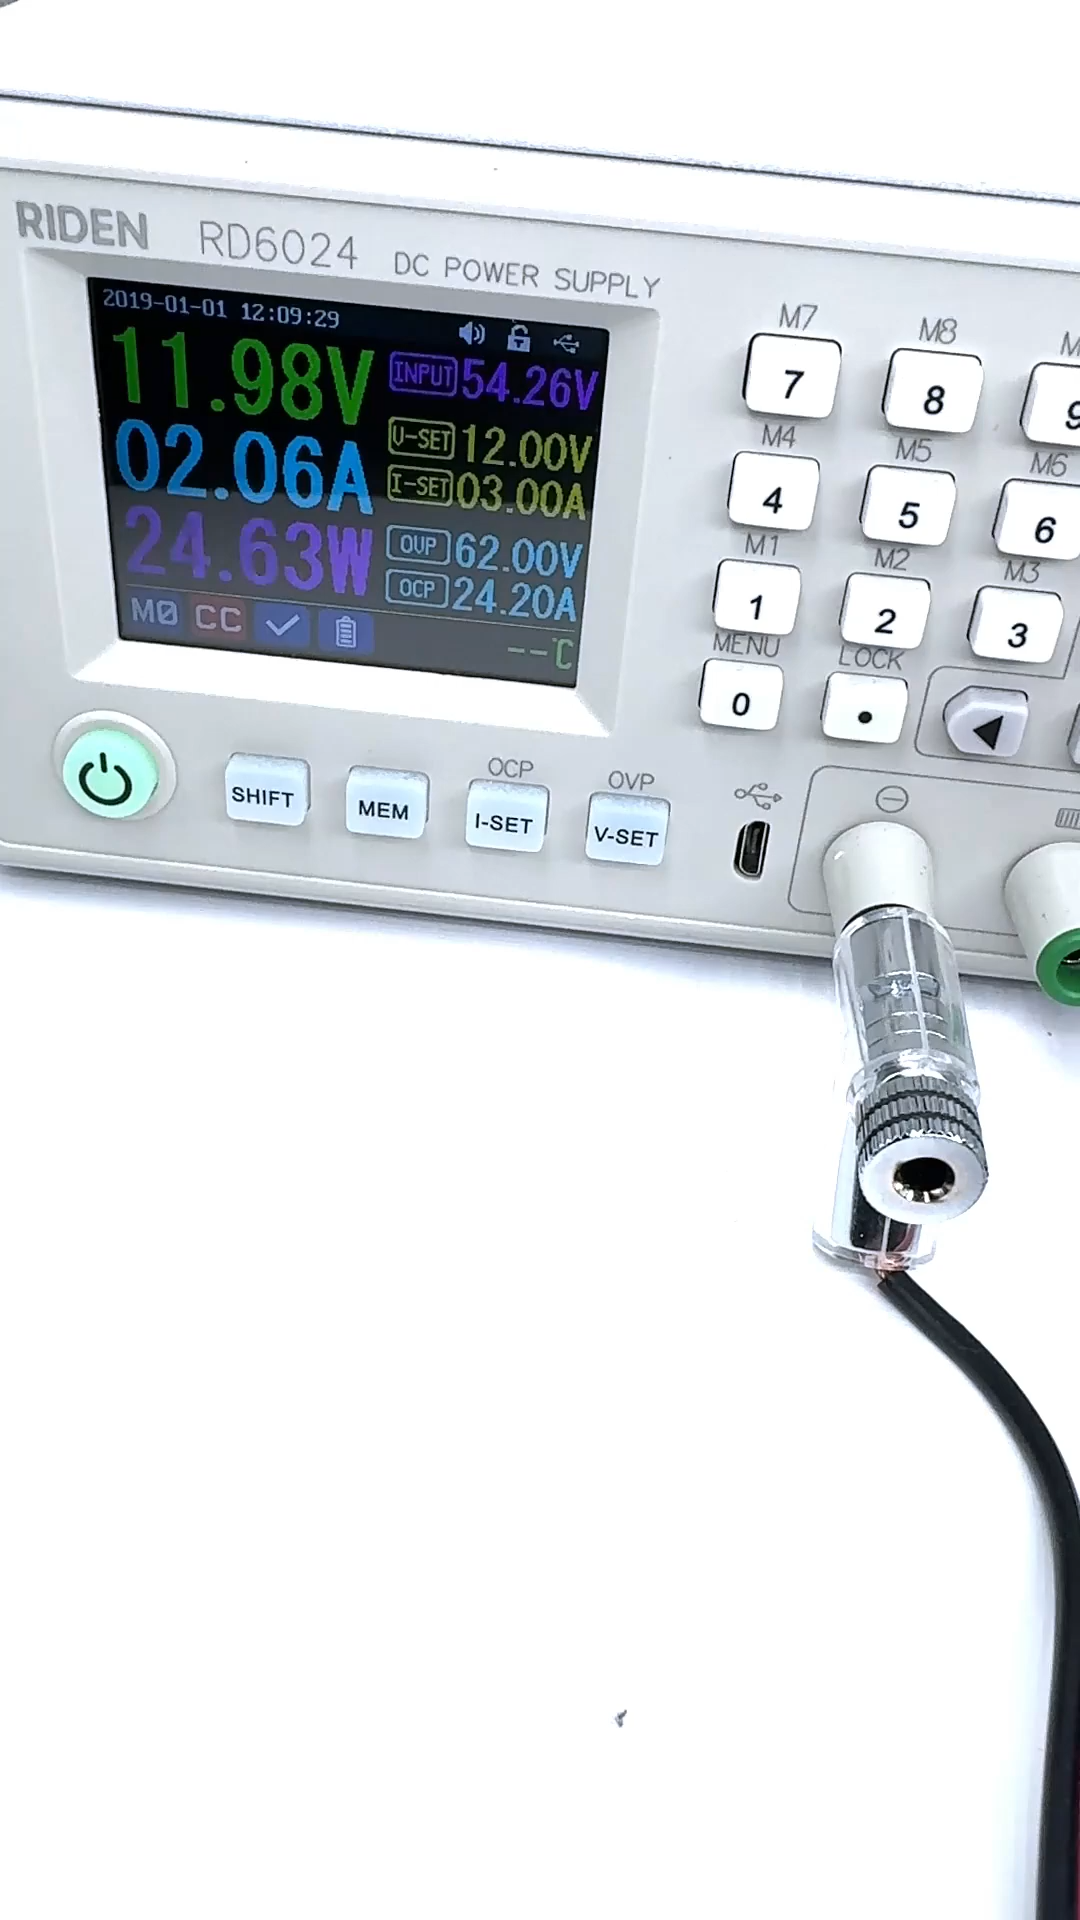 RIDEN RD6024 DC POWER SUPPLY
2019-01-01 12:09:29
11.98V INPUT 54.26V
V-SET 12.00V
02.06A I-SET 03.00A
24.63W OVP 62.00V
OCP 24.20A
M0 CC --℃
M7 M8
7 8 9
M4 M5 M6
4 5 6
M1 M2 M3
1 2 3
MENU LOCK
0 •
OCP OVP
SHIFT MEM I-SET V-SET